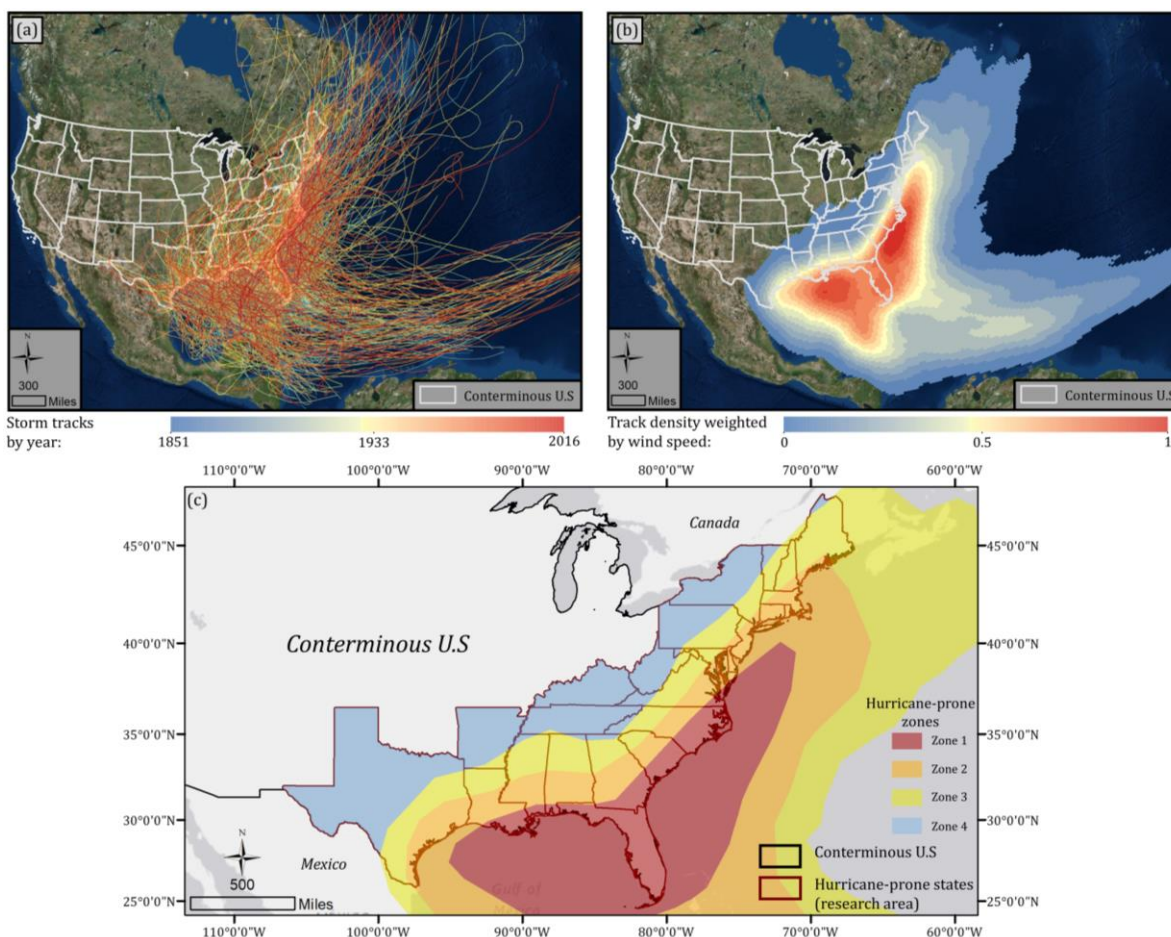 (a)
N
300
Miles
Conterminous U.S
Storm tracks
by year:
1851
1933
2016
(b)
N
300
Miles
Conterminous U.S
Track density weighted
by wind speed:
0
0.5
1
110°0'0"W 100°0'0"W 90°0'0"W 80°0'0"W 70°0'0"W 60°0'0"W
(c)
Canada
45°0'0"N 45°0'0"N
Conterminous U.S
40°0'0"N 40°0'0"N
Hurricane-prone
zones
Zone 1
Zone 2
Zone 3
Zone 4
35°0'0"N 35°0'0"N
30°0'0"N 30°0'0"N
N
Mexico
500
Miles
Gulf of
Conterminous U.S
Hurricane-prone states
(research area)
25°0'0"N 25°0'0"N
110°0'0"W 100°0'0"W 90°0'0"W 80°0'0"W 70°0'0"W 60°0'0"W